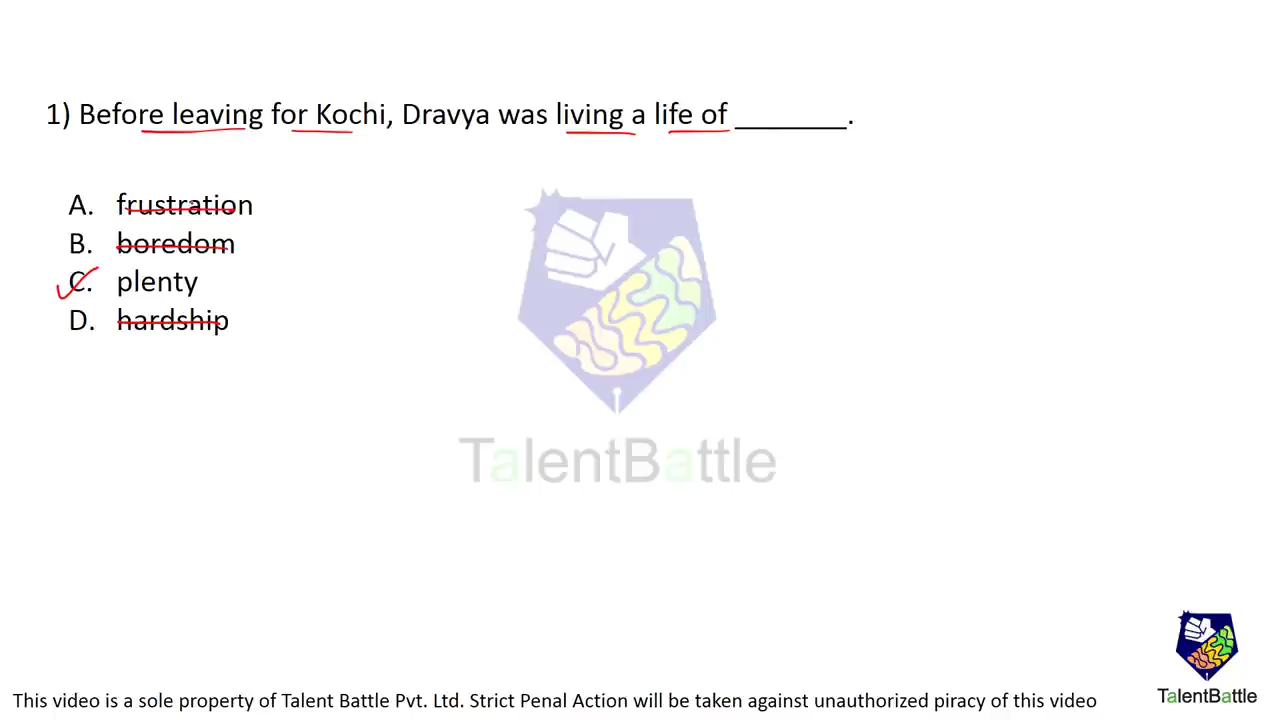 1) Before leaving for Kochi, Dravya was living a life of ________.
A. frustration
B. boredom
C. plenty
D. hardship
TalentBattle
TalentBattle
This video is a sole property of Talent Battle Pvt. Ltd. Strict Penal Action will be taken against unauthorized piracy of this video